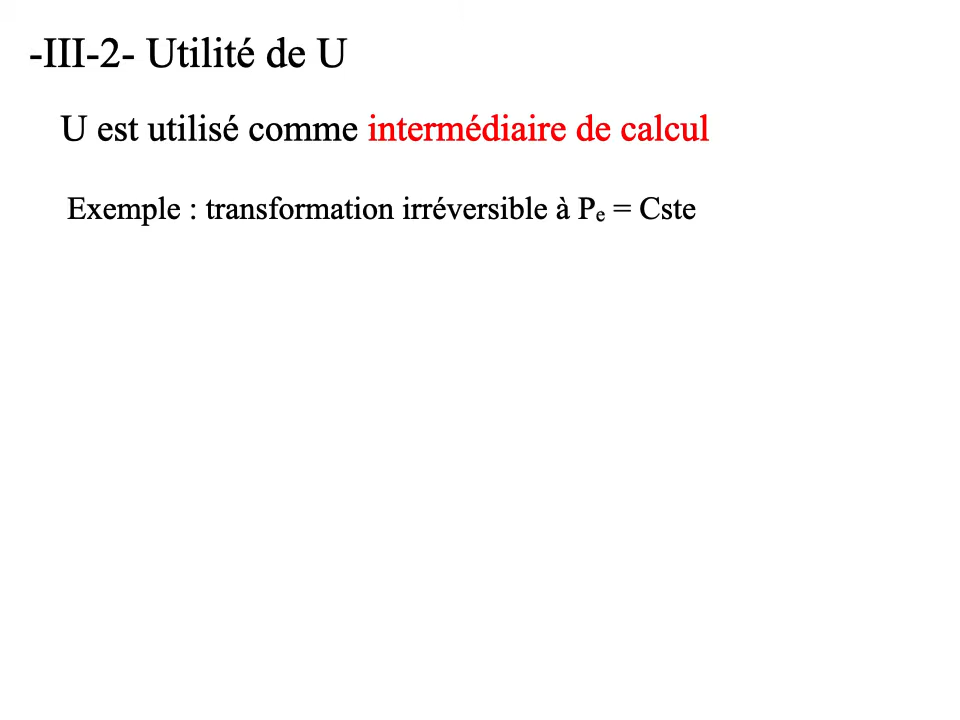 -III-2- Utilité de U
U est utilisé comme intermédiaire de calcul
Exemple : transformation irréversible à Pₑ = Cste